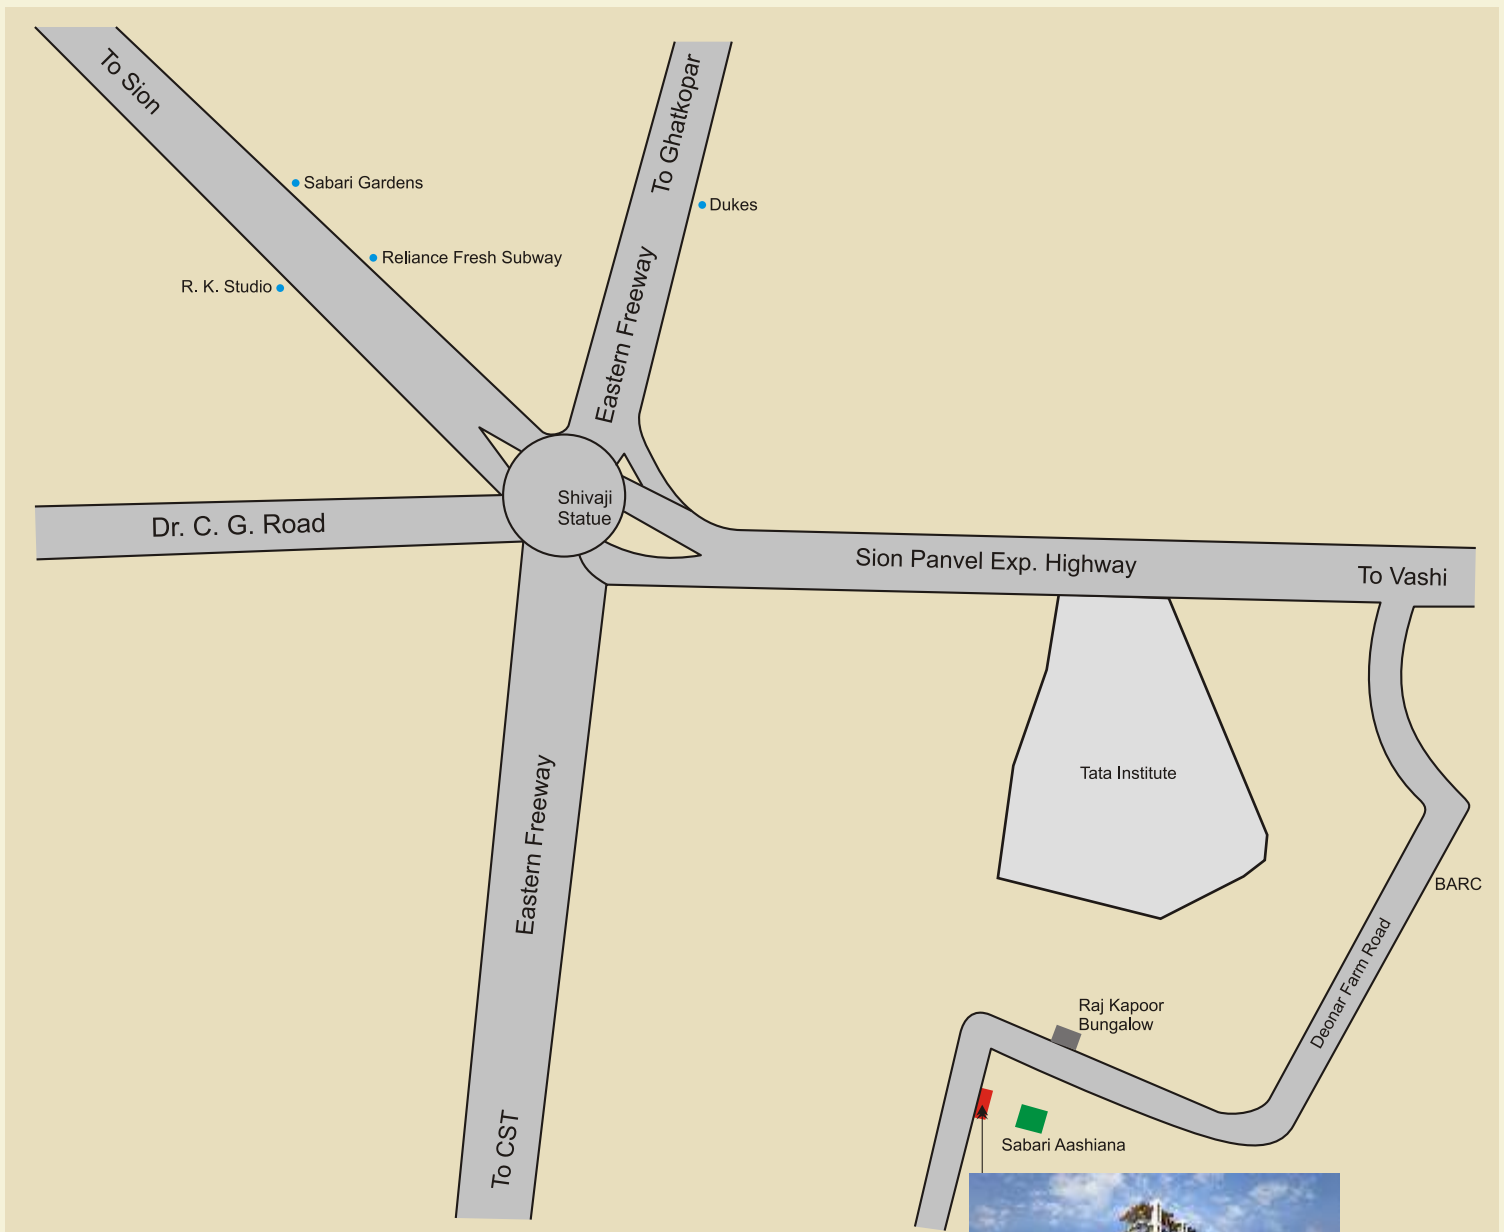 To Sion
To Ghatkopar
Sabari Gardens
Dukes
Reliance Fresh Subway
R. K. Studio
Eastern Freeway
Shivaji
Statue
Dr. C. G. Road
Sion Panvel Exp. Highway
To Vashi
Tata Institute
Eastern Freeway
BARC
Deonar Farm Road
Raj Kapoor
Bungalow
Sabari Aashiana
To CST